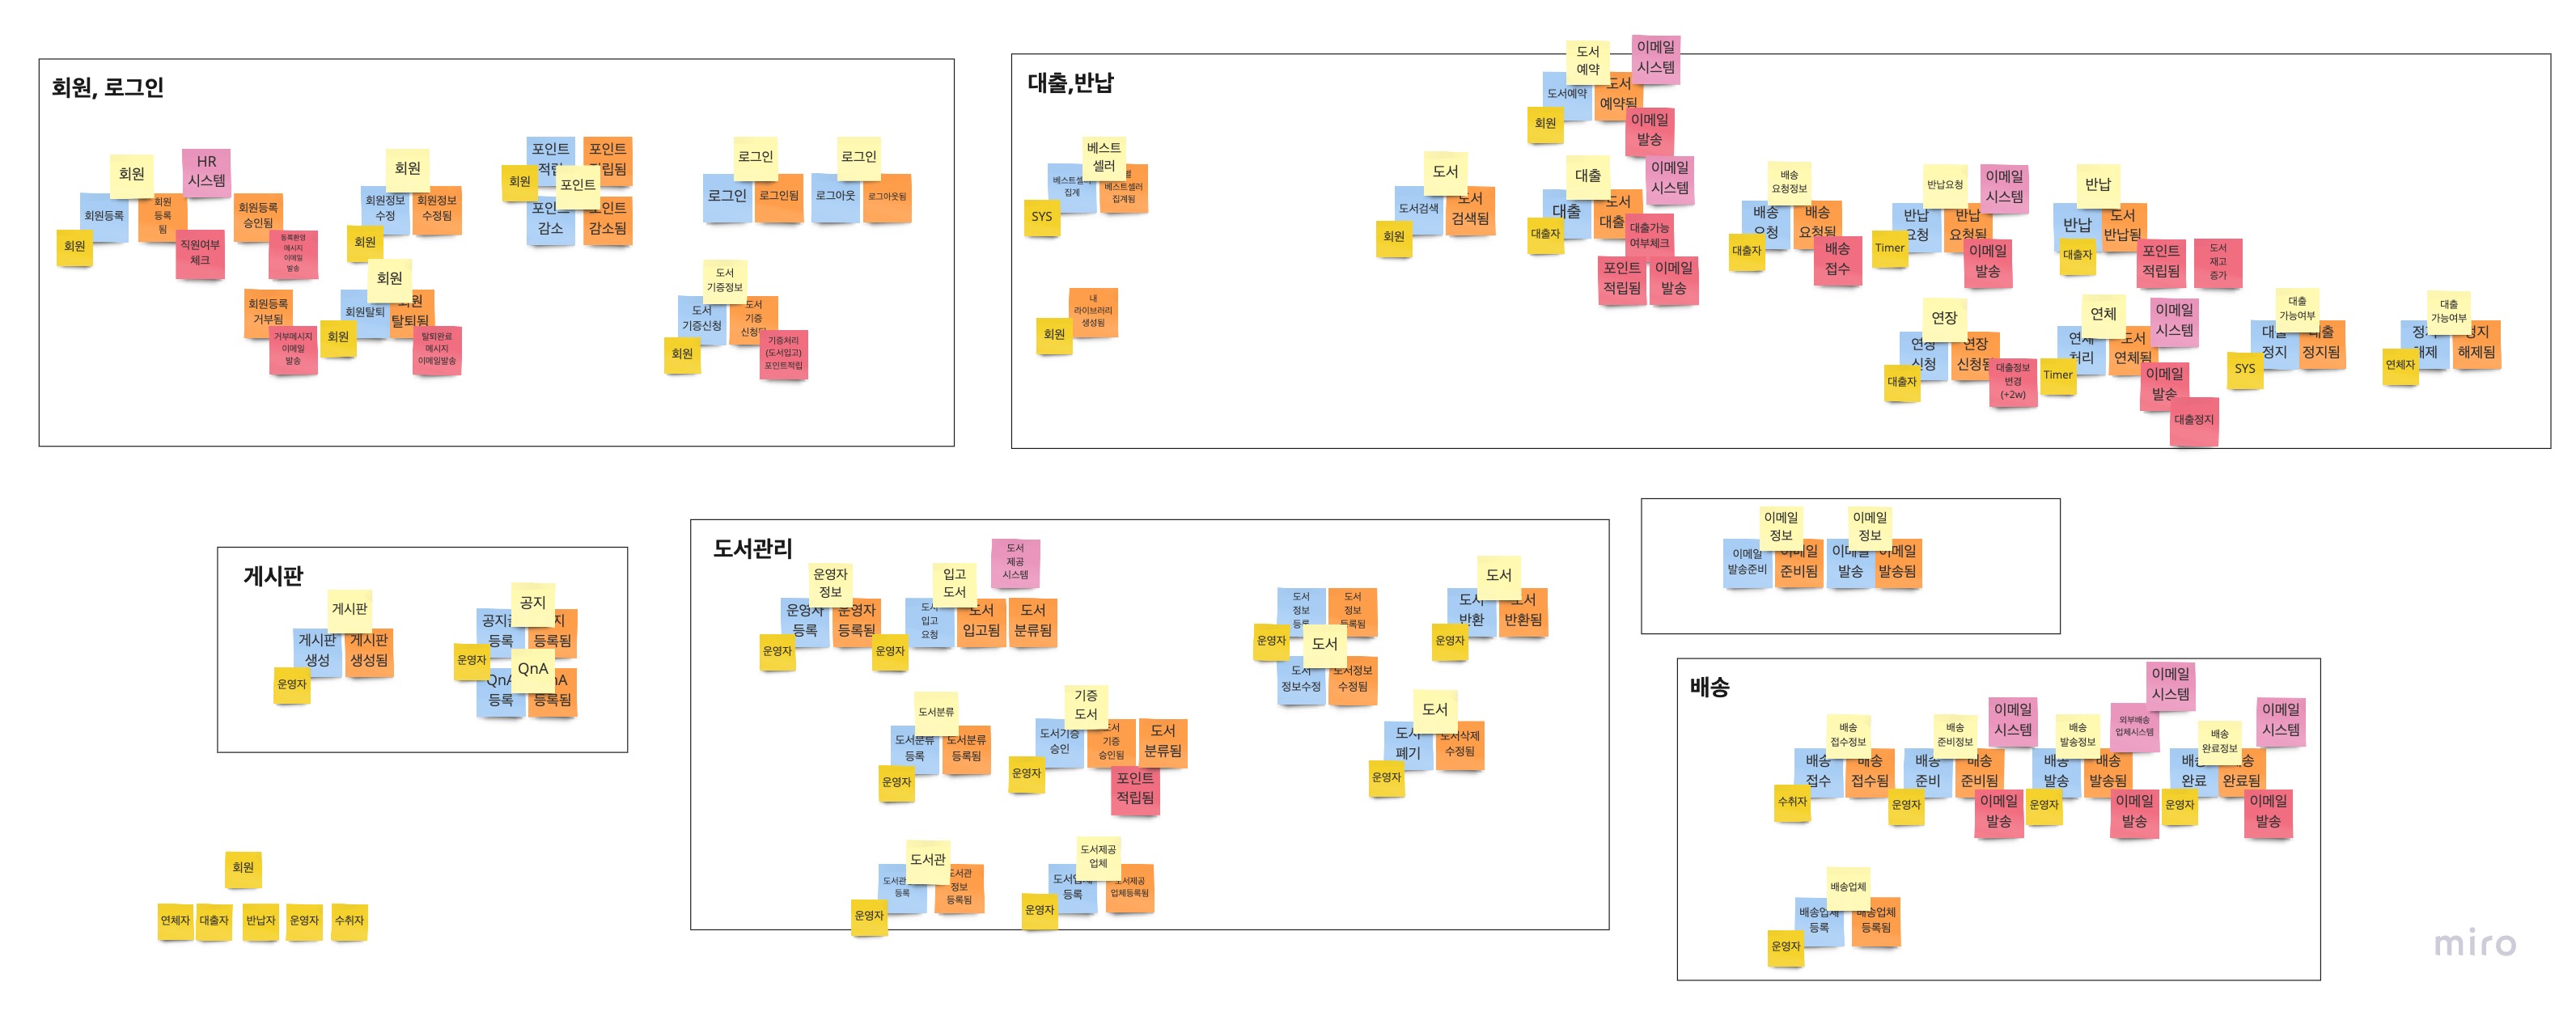 회원, 로그인
회원
HR
시스템
회원등록
회원
등록
됨
회원등록
승인됨
회원
직원여부
체크
등록환영
메시지
이메일
발송
회원등록
거부됨
거부메시지
이메일
발송
회원
회원정보
수정
회원정보
수정됨
회원
회원
회원탈퇴
회원
탈퇴됨
회원
탈퇴완료
메시지
이메일발송
포인트
포인트
회원
포인트
포인트
감소
포인트
감소됨
로그인
로그인
로그인됨
로그인
로그아웃
로그아웃됨
도서
기증정보
도서
기증신청
도서
기증
신청됨
회원
기증처리
(도서입고)
포인트적립
대출,반납
베스트
셀러
집계
베스트셀러
집계됨
SYS
내
라이브러리
생성됨
회원
도서
예약
이메일
시스템
도서예약
도서
예약됨
회원
이메일
발송
도서
도서검색
도서
검색됨
회원
대출
이메일
시스템
대출
도서
대출자
대출가능
여부체크
포인트
적립됨
이메일
발송
배송
요청정보
배송
요청
배송
요청됨
대출자
배송
접수
반납요청
이메일
시스템
반납
요청
반납
요청됨
Timer
이메일
발송
반납
반납
도서
반납됨
대출자
포인트
적립됨
도서
재고
증가
연장
연장
신청
연장
신청됨
대출자
대출정보
변경
(+2w)
연체
이메일
시스템
연체
처리
도서
연체됨
Timer
이메일
발송
대출정지
대출
가능여부
대출
정지
대출
정지됨
SYS
대출
가능여부
정지
해제
정지
해제됨
연체자
게시판
게시판
게시판
생성
게시판
생성됨
운영자
공지
등록
등록됨
운영자
QnA
QnA
등록
등록됨
회원
연체자
대출자
반납자
운영자
수취자
도서관리
운영자
정보
운영자
등록
운영자
등록됨
운영자
입고
도서
도서
제공
시스템
도서
입고
요청
도서
입고됨
도서
분류됨
운영자
도서
정보
도서
정보
등록됨
운영자
도서
도서
정보수정
도서정보
수정됨
도서
도서
반환
도서
반환됨
운영자
도서분류
도서분류
등록
도서분류
등록됨
운영자
기증
도서
도서기증
승인
도서
기증
승인됨
도서
분류됨
운영자
포인트
적립됨
도서
도서
폐기
도서삭제
수정됨
운영자
도서관
도서관
등록
도서관
정보
등록됨
운영자
도서제공
업체
도서업체
등록
도서제공
업체등록됨
운영자
이메일
정보
이메일
발송준비
이메일
준비됨
이메일
정보
이메일
발송
이메일
발송됨
배송
배송
접수정보
배송
접수
배송
접수됨
수취자
배송
준비정보
이메일
시스템
배송
준비
배송
준비됨
운영자
이메일
발송
배송
발송정보
외부배송
업체시스템
이메일
시스템
배송
발송
배송
발송됨
운영자
이메일
발송
배송
완료정보
이메일
시스템
배송
완료
배송
완료됨
운영자
이메일
발송
배송업체
배송업체
등록
배송업체
등록됨
운영자
miro